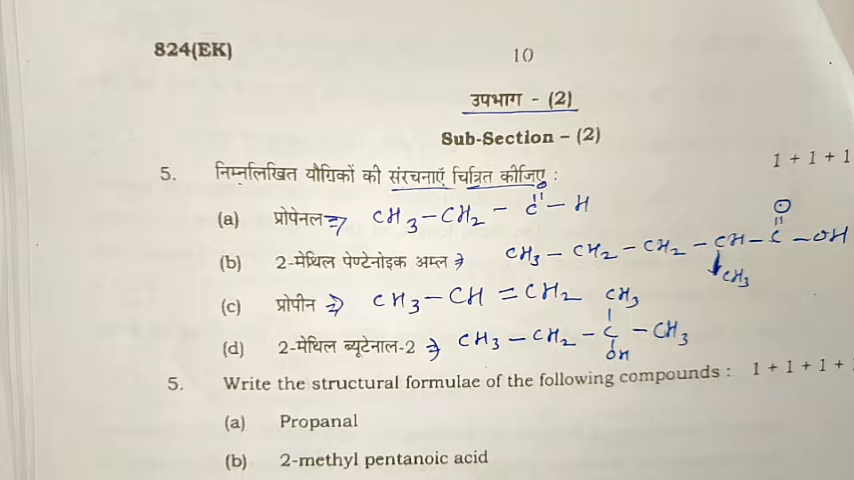 824(EK)
10
उपभाग - (2)
Sub-Section – (2)
1 + 1 + 1
5. निम्नलिखित यौगिकों की संरचनाएँ चित्रित कीजिए :
(a) प्रोपेनल ⇒ CH3 – CH2 – C – H
O
(b) 2-मेथिल पेण्टेनोइक अम्ल ⇒ CH3 – CH2 – CH2 – CH – C – OH
O
CH3
(c) प्रोपीन ⇒ CH3 – CH = CH2
(d) 2-मेथिल ब्यूटेनाल-2 ⇒ CH3 – CH2 – C – CH3
CH3
OH
5. Write the structural formulae of the following compounds : 1 + 1 + 1 +
(a) Propanal
(b) 2-methyl pentanoic acid